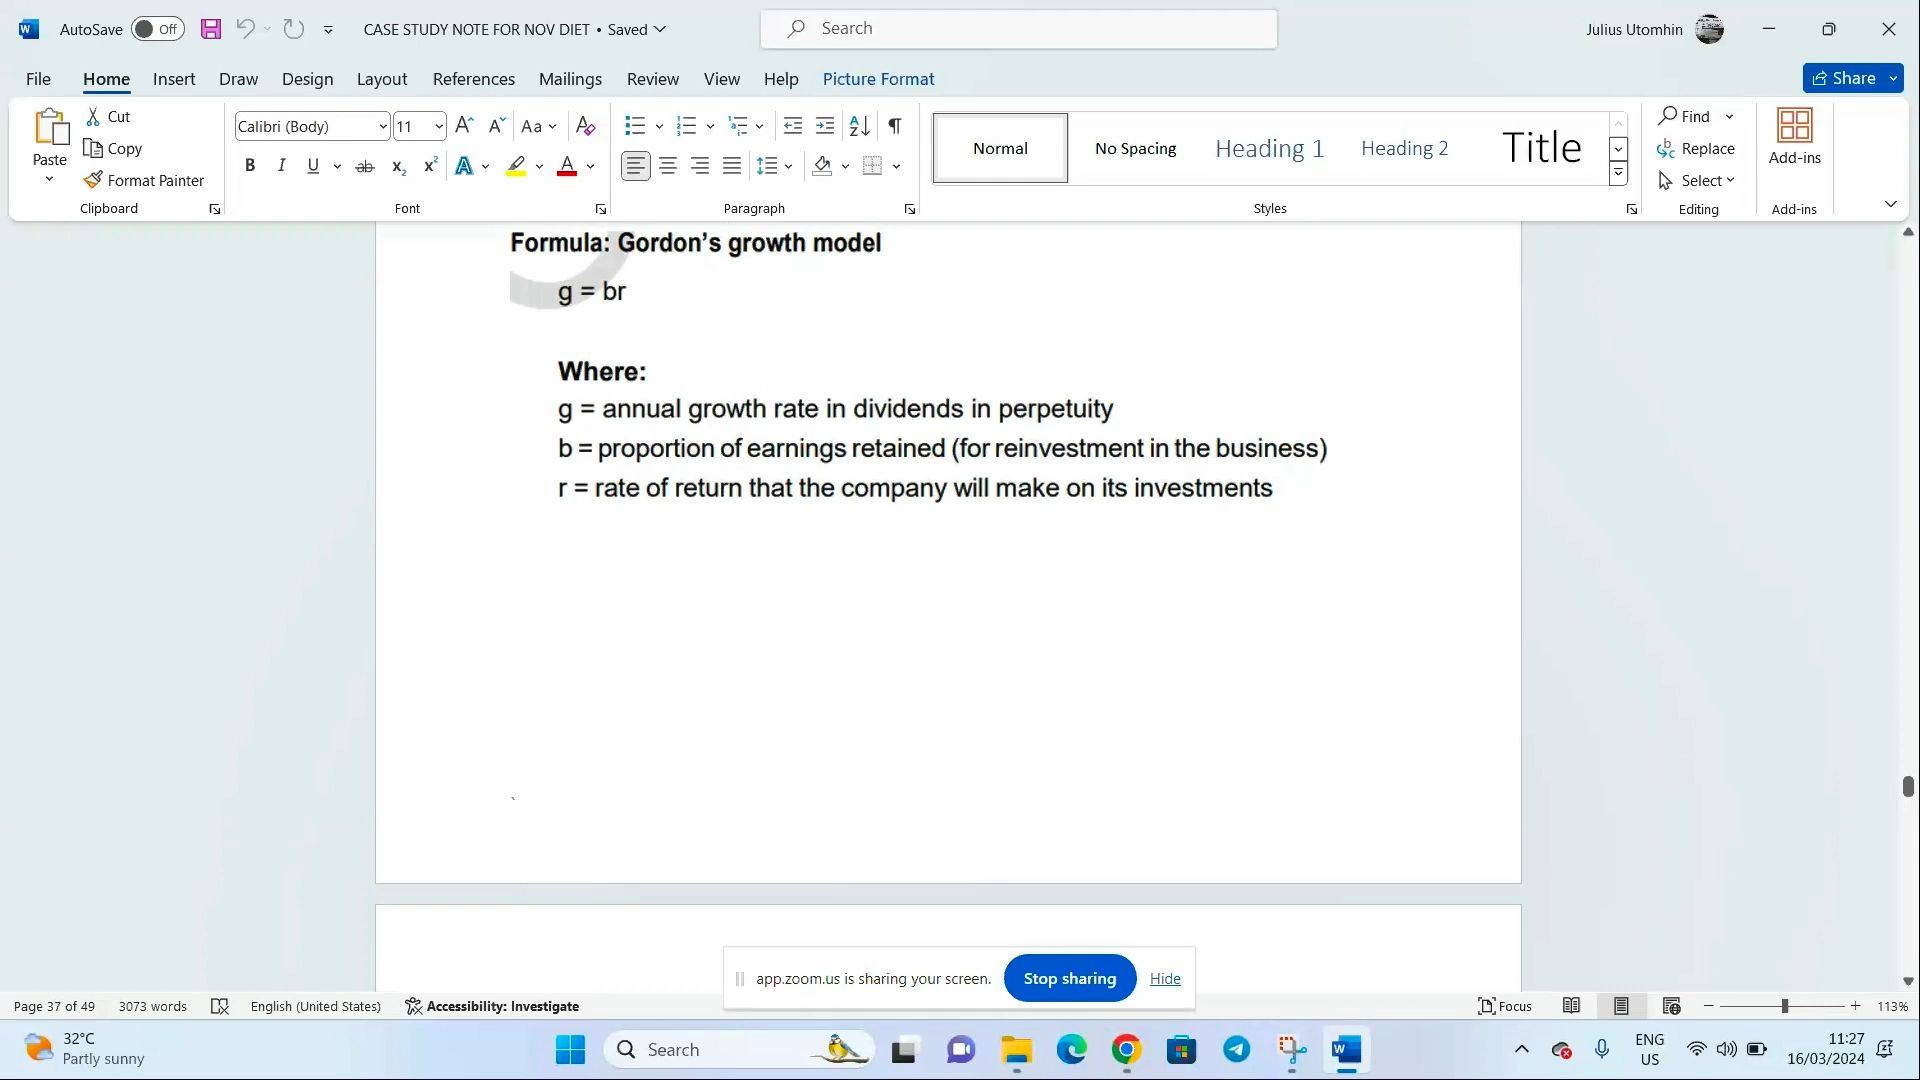 AutoSave Off CASE STUDY NOTE FOR NOV DIET • Saved Search Julius Utomhin
File Home Insert Draw Design Layout References Mailings Review View Help Picture Format Share
Paste Cut Copy Format Painter Clipboard
Calibri (Body) 11 Font
Paragraph
Normal No Spacing Heading 1 Heading 2 Title Styles
Find Replace Select Editing
Add-ins Add-ins
Formula: Gordon’s growth model
g = br
Where:
g = annual growth rate in dividends in perpetuity
b = proportion of earnings retained (for reinvestment in the business)
r = rate of return that the company will make on its investments
`
app.zoom.us is sharing your screen. Stop sharing Hide
Page 37 of 49 3073 words English (United States) Accessibility: Investigate Focus 113%
32°C
Partly sunny
Search
ENG
US
11:27
16/03/2024